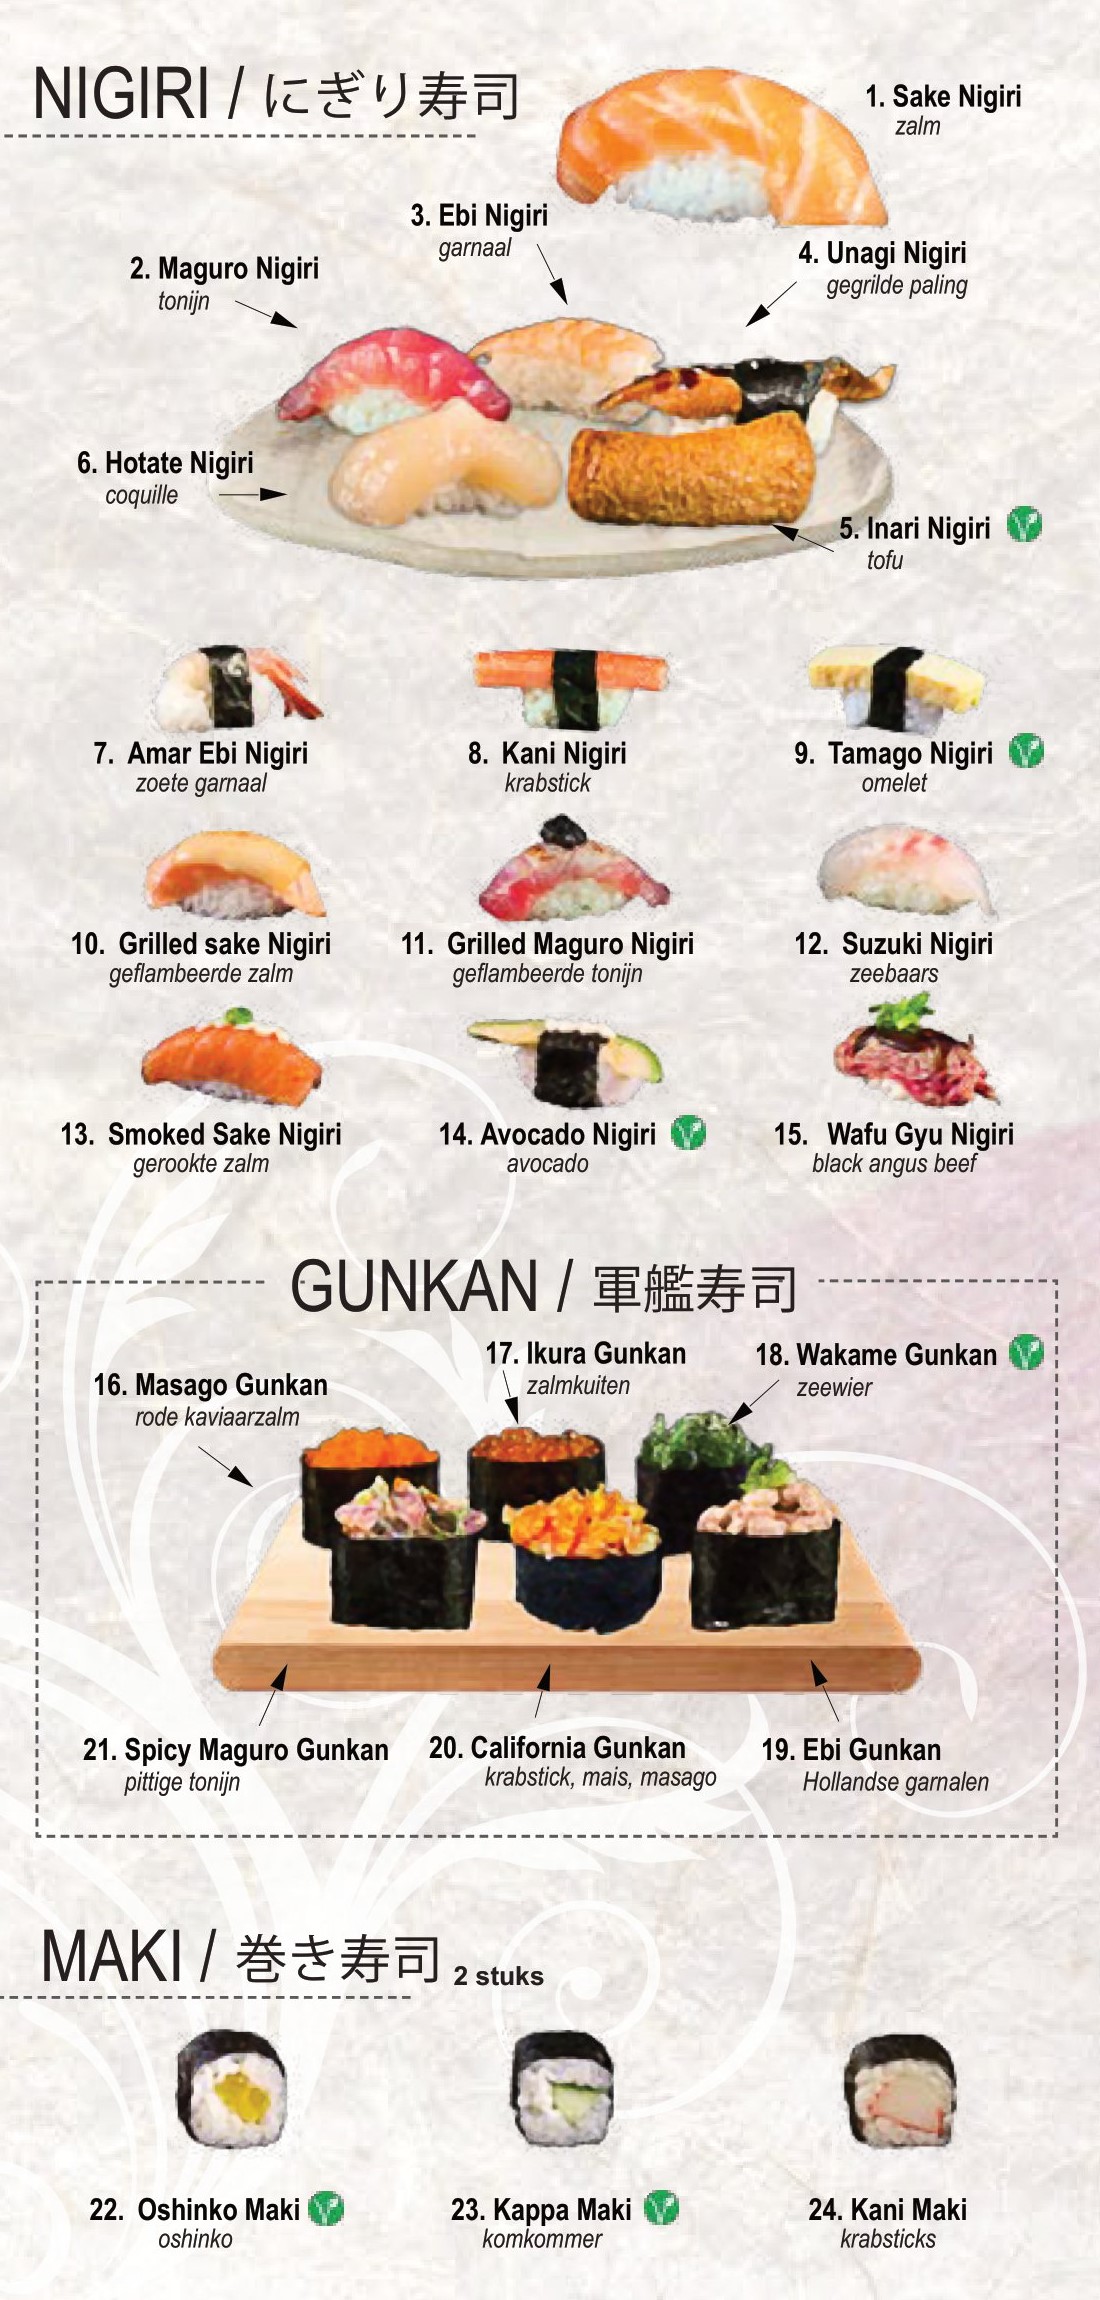 NIGIRI / にぎり寿司
1. Sake Nigiri
zalm
3. Ebi Nigiri
garnaal
4. Unagi Nigiri
gegrilde paling
2. Maguro Nigiri
tonijn
6. Hotate Nigiri
coquille
5. Inari Nigiri
tofu
7. Amar Ebi Nigiri
zoete garnaal
8. Kani Nigiri
krabstick
9. Tamago Nigiri
omelet
10. Grilled sake Nigiri
geflambeerde zalm
11. Grilled Maguro Nigiri
geflambeerde tonijn
12. Suzuki Nigiri
zeebaars
13. Smoked Sake Nigiri
gerookte zalm
14. Avocado Nigiri
avocado
15. Wafu Gyu Nigiri
black angus beef
GUNKAN / 軍艦寿司
16. Masago Gunkan
rode kaviaarzalm
17. Ikura Gunkan
zalmkuiten
18. Wakame Gunkan
zeewier
21. Spicy Maguro Gunkan
pittige tonijn
20. California Gunkan
krabstick, mais, masago
19. Ebi Gunkan
Hollandse garnalen
MAKI / 巻き寿司 2 stuks
22. Oshinko Maki
oshinko
23. Kappa Maki
komkommer
24. Kani Maki
krabsticks